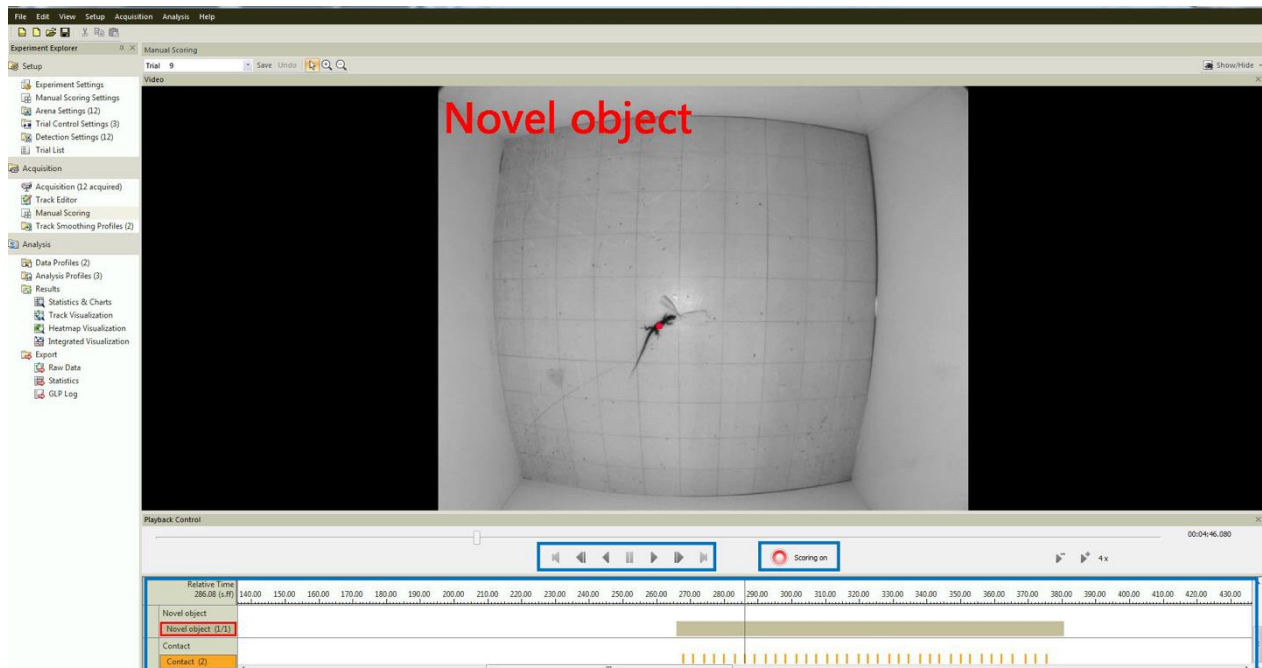 File Edit View Setup Acquisition Analysis Help
Experiment Explorer
Manual Scoring
Setup
Trial 9 Save Undo Show/Hide
Video
Experiment Settings
Manual Scoring Settings
Arena Settings (12)
Trial Control Settings (3)
Detection Settings (12)
Trial List
Acquisition
Acquisition (12 acquired)
Track Editor
Manual Scoring
Track Smoothing Profiles (2)
Analysis
Data Profiles (2)
Analysis Profiles (3)
Results
Statistics & Charts
Track Visualization
Heatmap Visualization
Integrated Visualization
Export
Raw Data
Statistics
GLP Log
Novel object
Playback Control
00:04:46.080
Scoring on
4x
Relative Time
286.08 (s.ff) 140.00 150.00 160.00 170.00 180.00 190.00 200.00 210.00 220.00 230.00 240.00 250.00 260.00 270.00 280.00 290.00 300.00 310.00 320.00 330.00 340.00 350.00 360.00 370.00 380.00 390.00 400.00 410.00 420.00 430.00
Novel object
Novel object (1/1)
Contact
Contact (2)